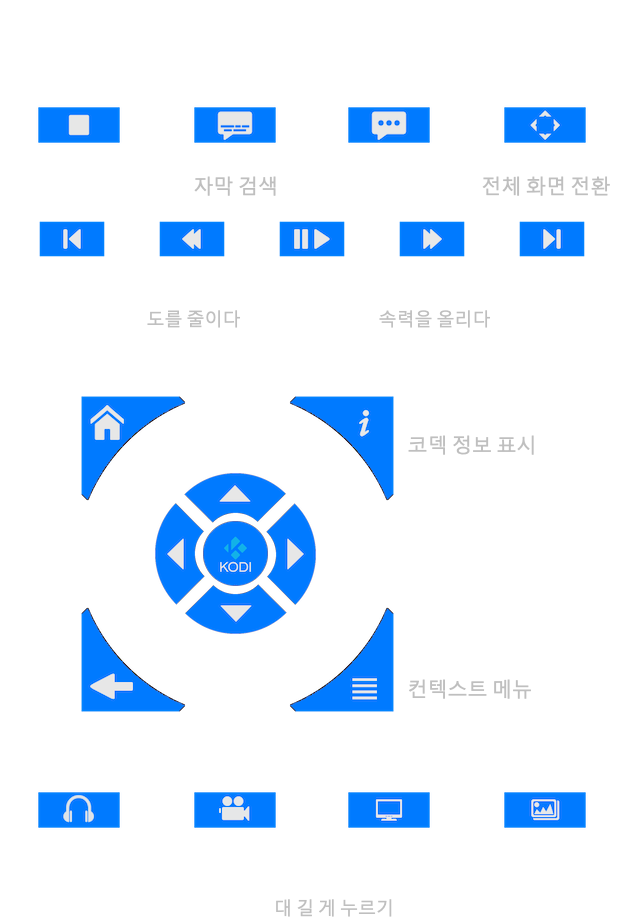 자막 검색
전체 화면 전환
도를 줄이다
속력을 올리다
i
코덱 정보 표시
KODI
컨텍스트 메뉴
대 길 게 누르기